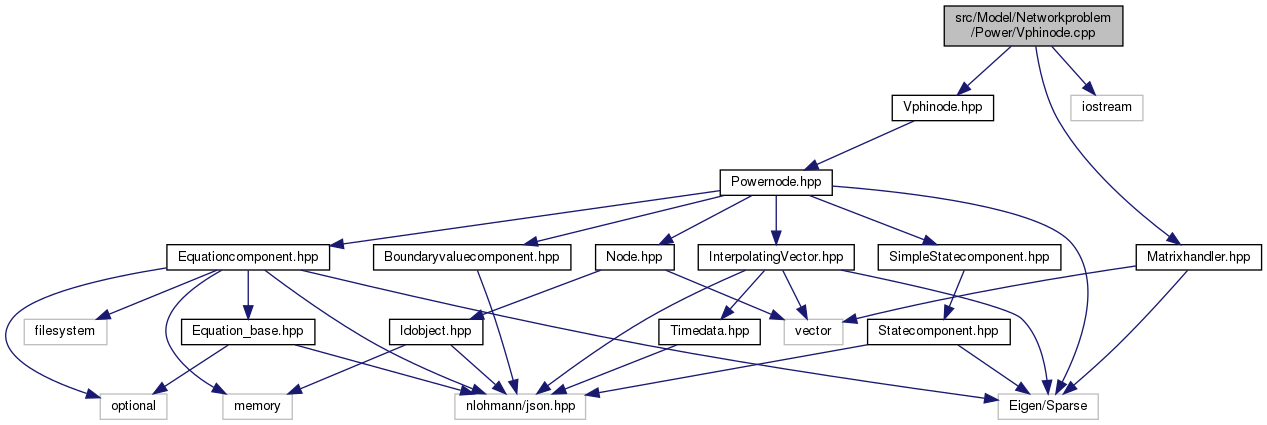 src/Model/Networkproblem
/Power/Vphinode.cpp
Vphinode.hpp
iostream
Powernode.hpp
Equationcomponent.hpp
Boundaryvaluecomponent.hpp
Node.hpp
InterpolatingVector.hpp
SimpleStatecomponent.hpp
Matrixhandler.hpp
filesystem
Equation_base.hpp
Idobject.hpp
Timedata.hpp
vector
Statecomponent.hpp
optional
memory
nlohmann/json.hpp
Eigen/Sparse